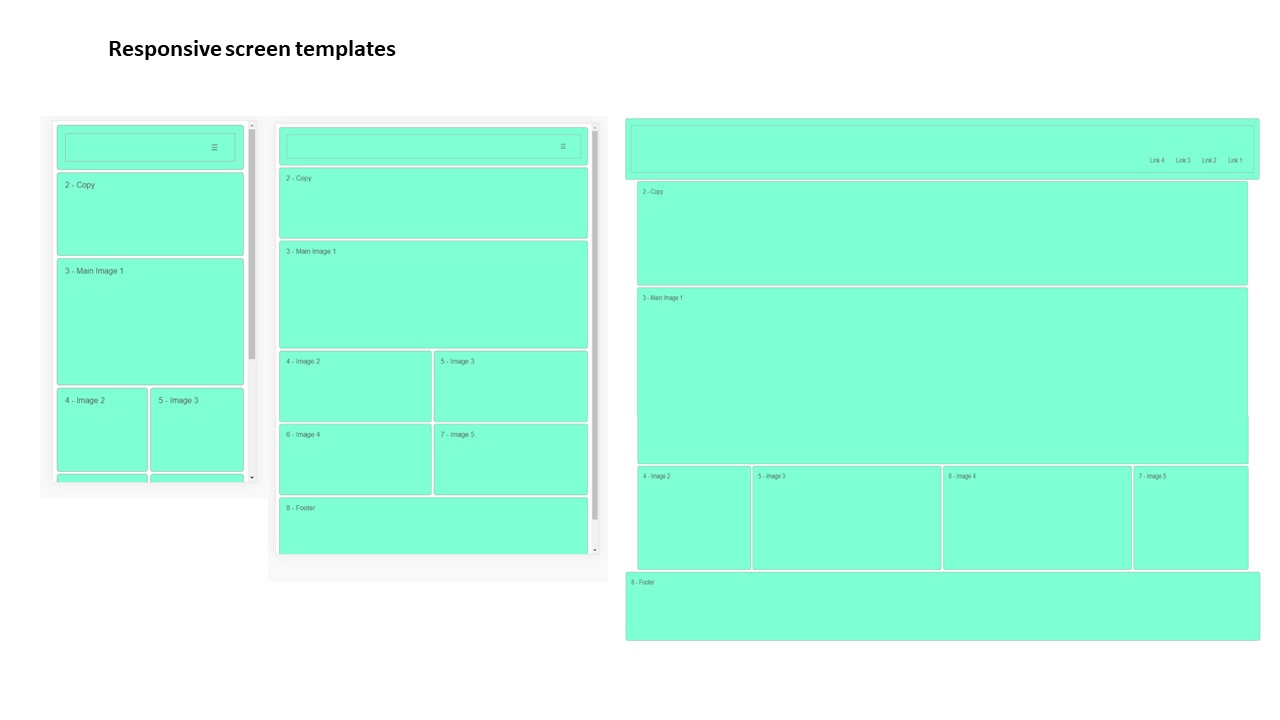 Responsive screen templates
☰
2 - Copy
3 - Main Image 1
4 - Image 2
5 - Image 3
☰
2 - Copy
3 - Main Image 1
4 - Image 2
5 - Image 3
6 - Image 4
7 - Image 5
8 - Footer
Link 4 Link 3 Link 2 Link 1
2 - Copy
3 - Main Image 1
4 - Image 2
5 - Image 3
6 - Image 4
7 - Image 5
8 - Footer